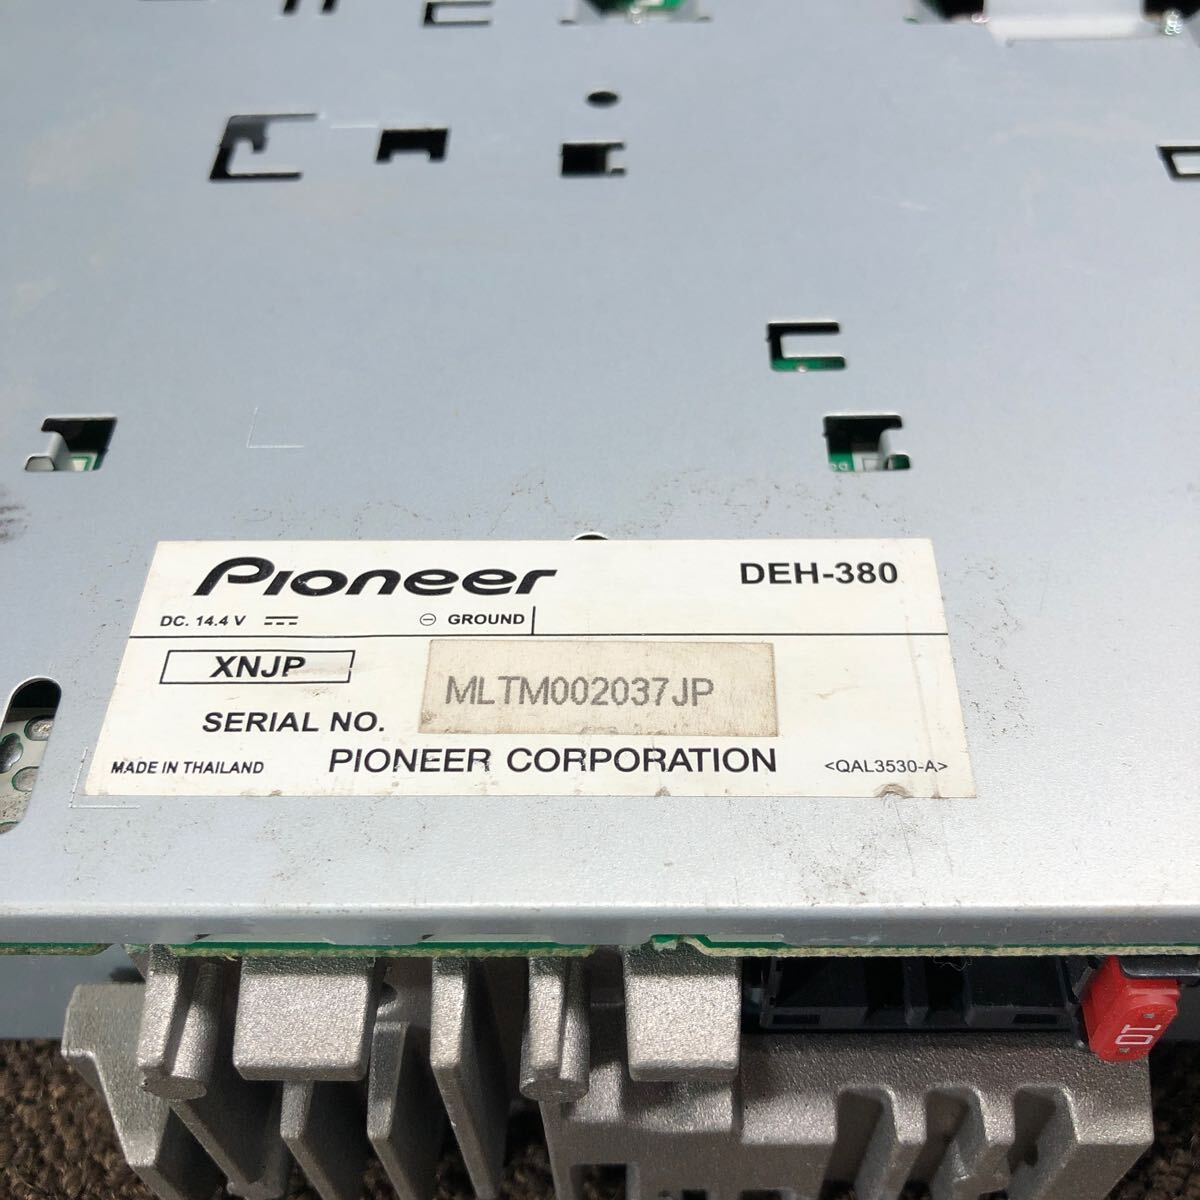 Pioneer
DEH-380
DC. 14.4 V
⊖ GROUND
XNJP
MLTM002037JP
SERIAL NO.
PIONEER CORPORATION
MADE IN THAILAND
<QAL3530-A>
10